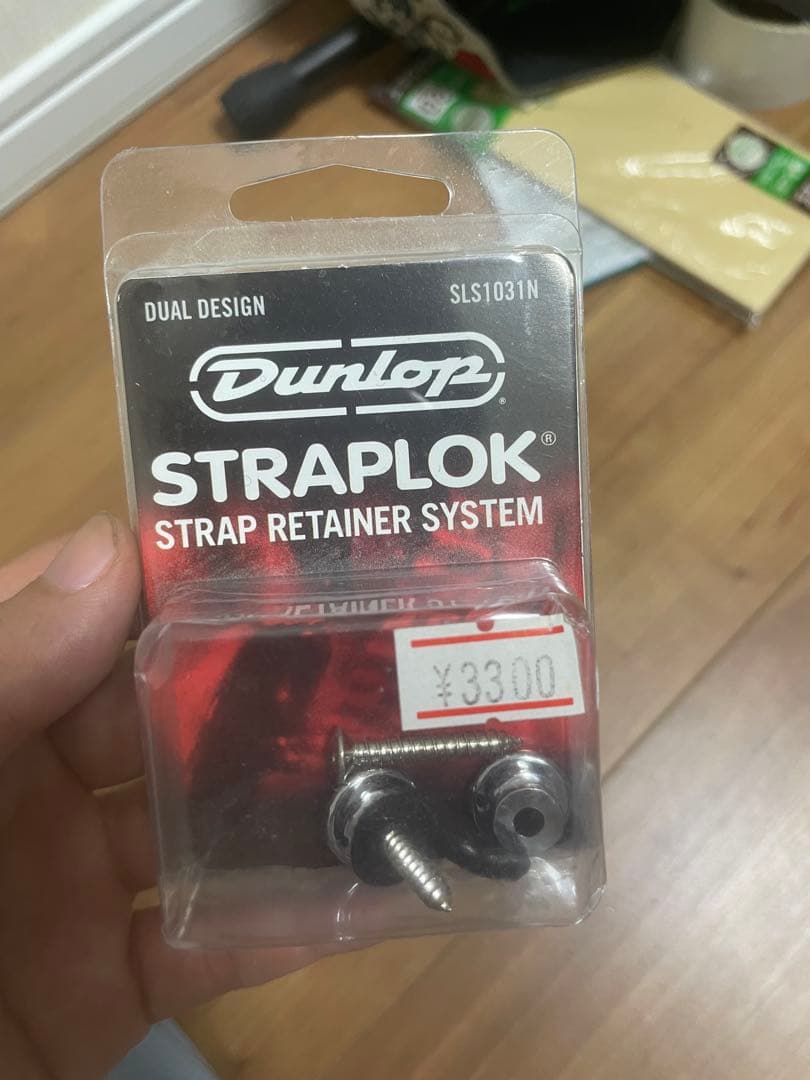 DUAL DESIGN SLS1031N
Dunlop®
STRAPLOK®
STRAP RETAINER SYSTEM
¥3300